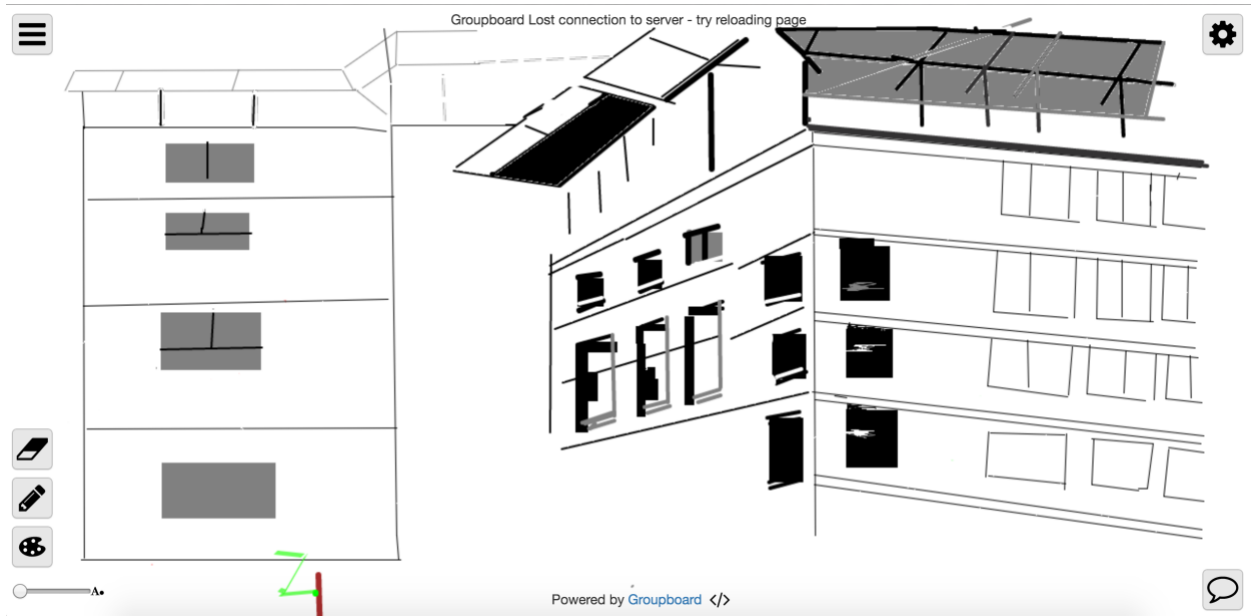 Groupboard Lost connection to server - try reloading page
A
Powered by Groupboard </>